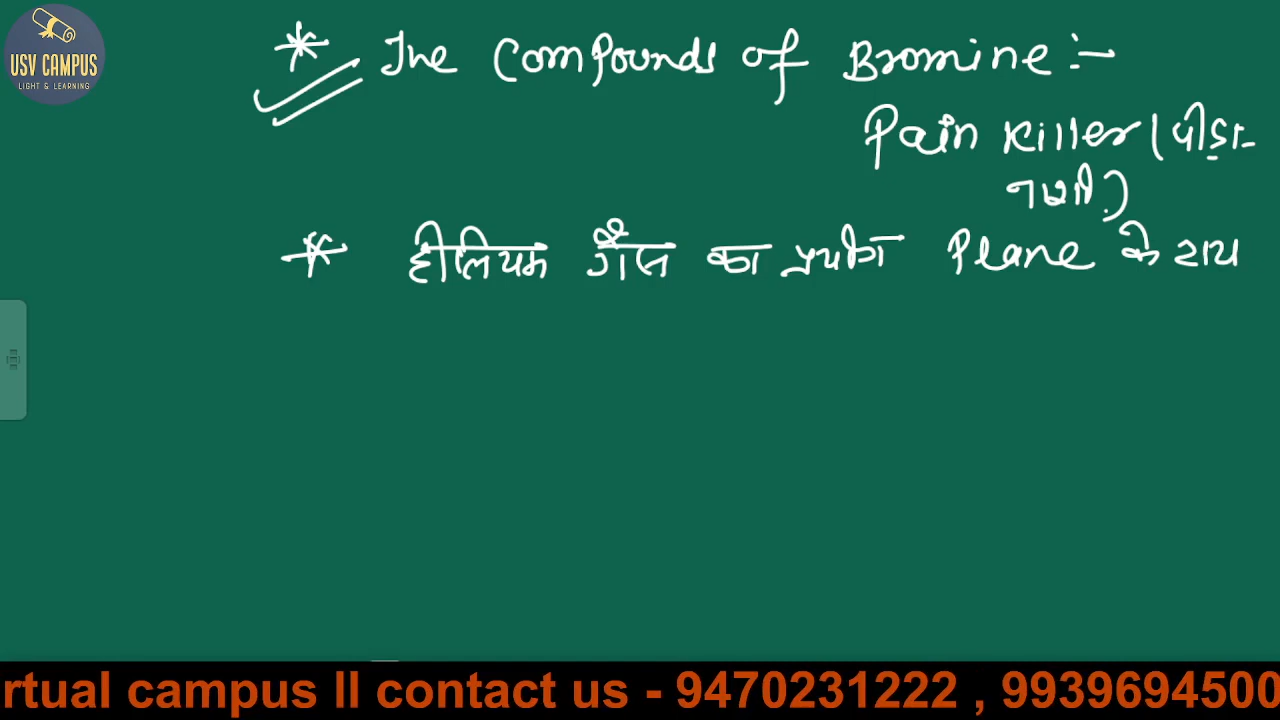 USV CAMPUS
LIGHT & LEARNING
* The Compounds of Bromine :-
Pain Killer (पीड़ा-
* हीलियम गैस का प्रयोग Plane के
rtual campus II contact us - 9470231222 , 9939694500